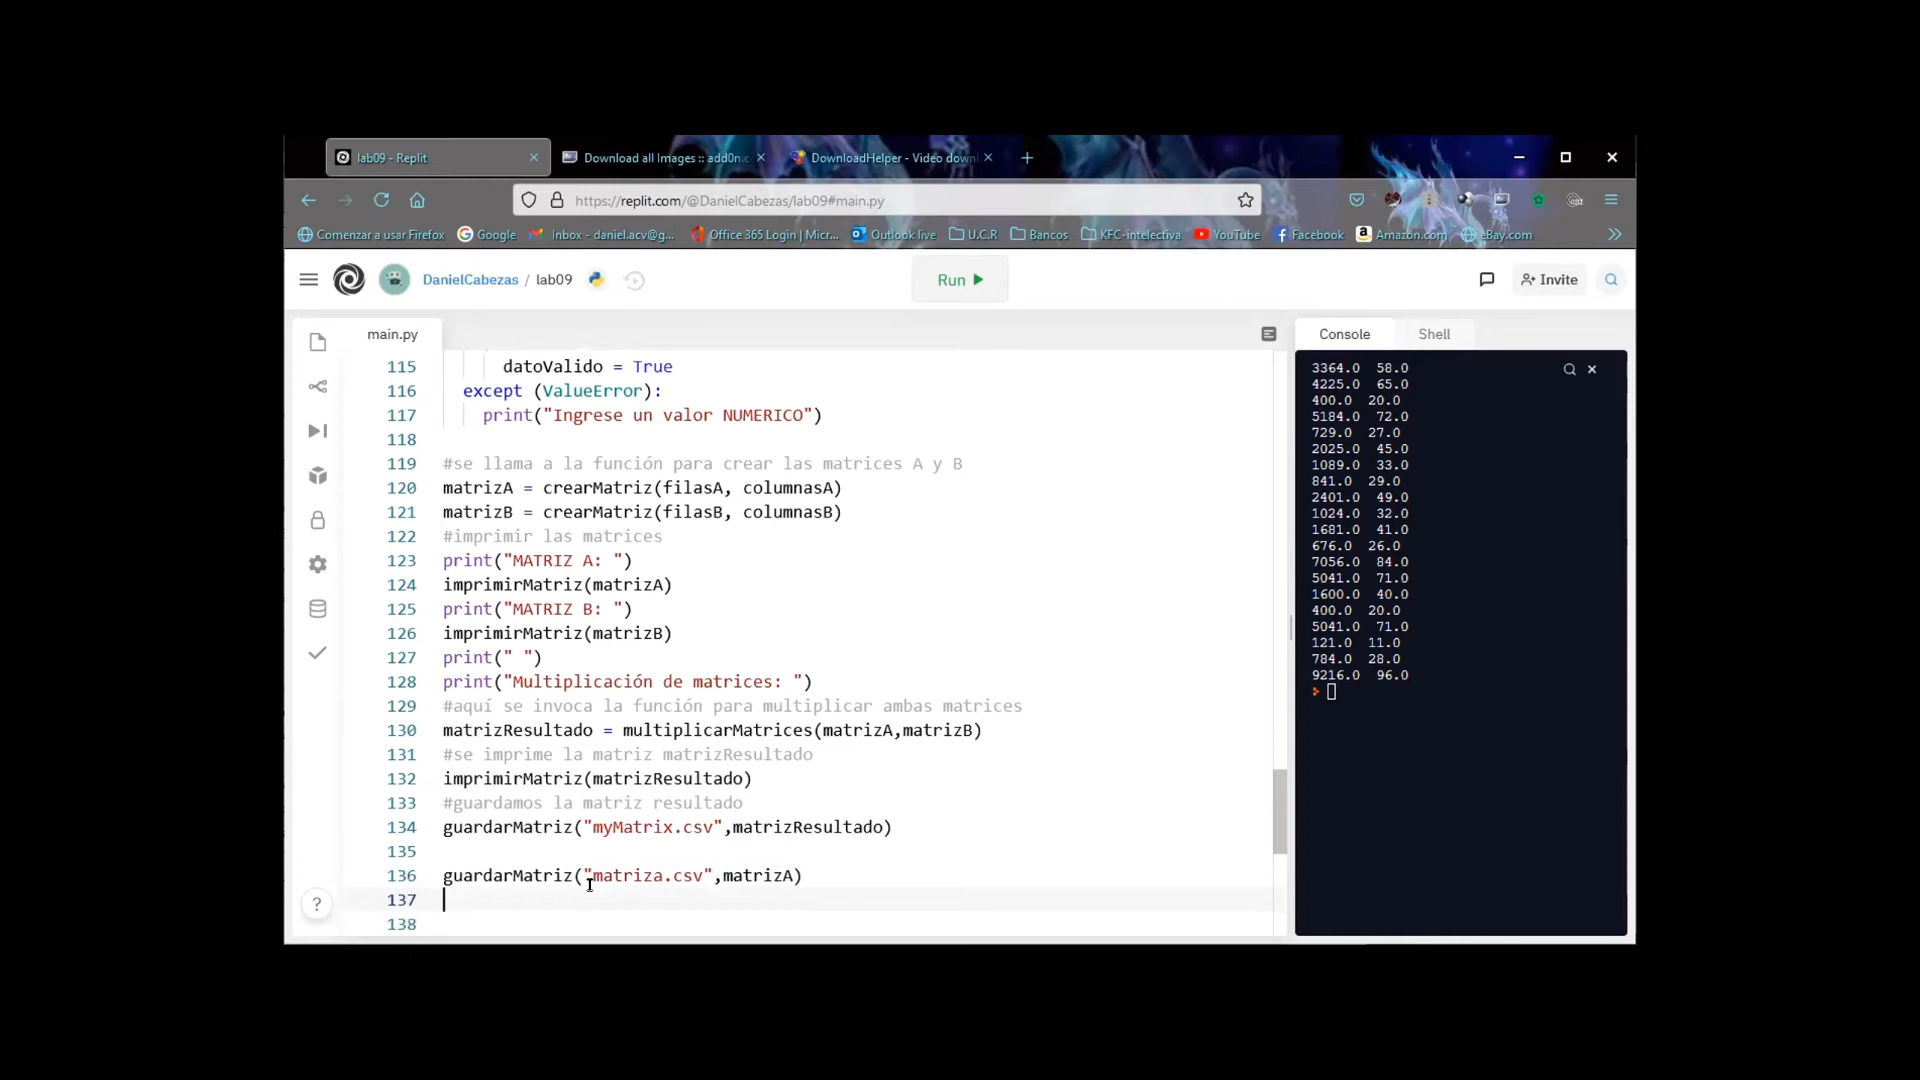 lab09 - Replit
Download all Images :: add0n.c
DownloadHelper - Video down
https://replit.com/@DanielCabezas/lab09#main.py
Comenzar a usar Firefox
Google
Inbox - daniel.acv@g...
Office 365 Login | Micr...
Outlook live
U.C.R
Bancos
KFC-intelectiva
YouTube
Facebook
Amazon.com
eBay.com
DanielCabezas / lab09
Run
Invite
main.py
115 datoValido = True
116 except (ValueError):
117 print("Ingrese un valor NUMERICO")
118
119 #se llama a la función para crear las matrices A y B
120 matrizA = crearMatriz(filasA, columnasA)
121 matrizB = crearMatriz(filasB, columnasB)
122 #imprimir las matrices
123 print("MATRIZ A: ")
124 imprimirMatriz(matrizA)
125 print("MATRIZ B: ")
126 imprimirMatriz(matrizB)
127 print(" ")
128 print("Multiplicación de matrices: ")
129 #aquí se invoca la función para multiplicar ambas matrices
130 matrizResultado = multiplicarMatrices(matrizA,matrizB)
131 #se imprime la matriz matrizResultado
132 imprimirMatriz(matrizResultado)
133 #guardamos la matriz resultado
134 guardarMatriz("myMatrix.csv",matrizResultado)
135
136 guardarMatriz("matriza.csv",matrizA)
137
138
?
Console
Shell
3364.0 58.0
4225.0 65.0
400.0 20.0
5184.0 72.0
729.0 27.0
2025.0 45.0
1089.0 33.0
841.0 29.0
2401.0 49.0
1024.0 32.0
1681.0 41.0
676.0 26.0
7056.0 84.0
5041.0 71.0
1600.0 40.0
400.0 20.0
5041.0 71.0
121.0 11.0
784.0 28.0
9216.0 96.0